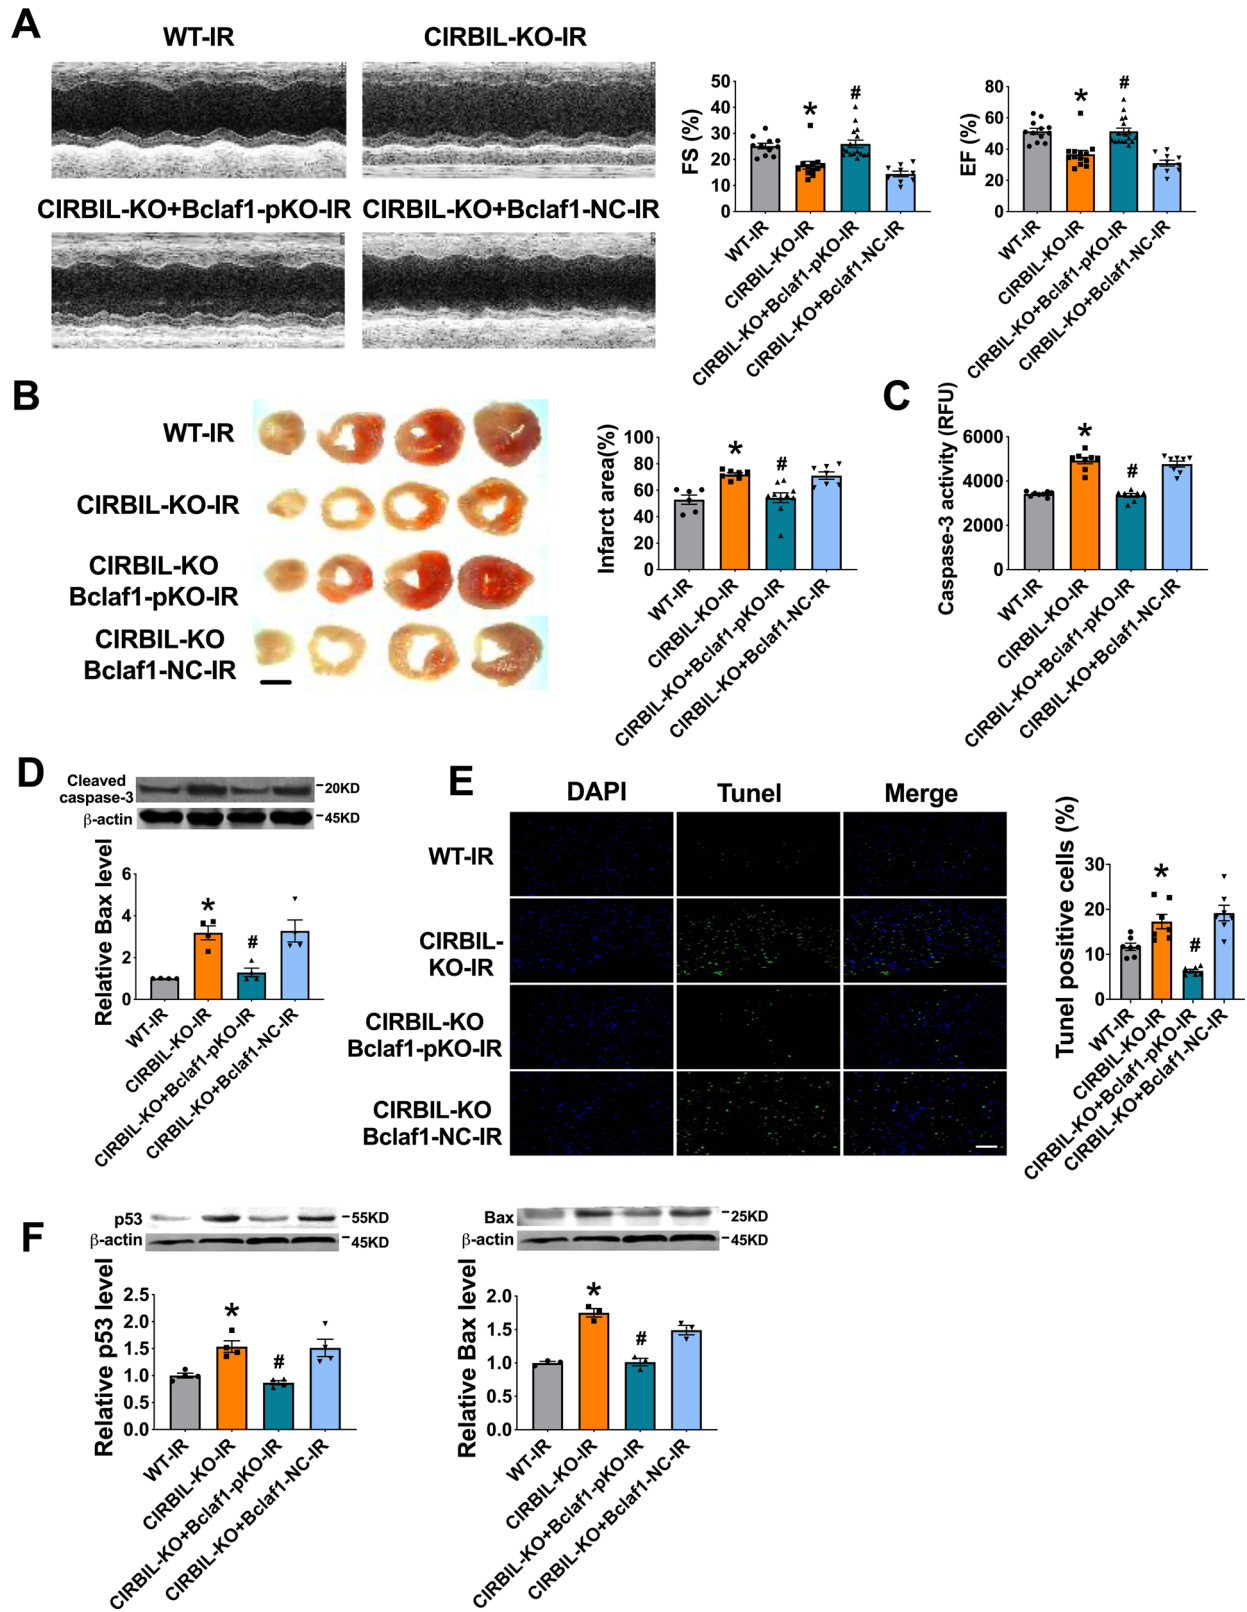 A
WT-IR
CIRBIL-KO-IR
CIRBIL-KO+Bclaf1-pKO-IR
CIRBIL-KO+Bclaf1-NC-IR
FS (%)
50
40
30
20
10
0
WT-IR
CIRBIL-KO-IR
CIRBIL-KO+Bclaf1-pKO-IR
CIRBIL-KO+Bclaf1-NC-IR
*
#
EF (%)
80
60
40
20
0
WT-IR
CIRBIL-KO-IR
CIRBIL-KO+Bclaf1-pKO-IR
CIRBIL-KO+Bclaf1-NC-IR
*
#
B
WT-IR
CIRBIL-KO-IR
CIRBIL-KO
Bclaf1-pKO-IR
CIRBIL-KO
Bclaf1-NC-IR
Infarct area(%)
100
80
60
40
20
0
WT-IR
CIRBIL-KO-IR
CIRBIL-KO+Bclaf1-pKO-IR
CIRBIL-KO+Bclaf1-NC-IR
*
#
C
Caspase-3 activity (RFU)
6000
4000
2000
0
WT-IR
CIRBIL-KO-IR
CIRBIL-KO+Bclaf1-pKO-IR
CIRBIL-KO+Bclaf1-NC-IR
*
#
D
Cleaved
caspase-3
20KD
β-actin
45KD
Relative Bax level
6
4
2
0
WT-IR
CIRBIL-KO-IR
CIRBIL-KO+Bclaf1-pKO-IR
CIRBIL-KO+Bclaf1-NC-IR
*
#
E
DAPI
Tunel
Merge
WT-IR
CIRBIL-
KO-IR
CIRBIL-KO
Bclaf1-pKO-IR
CIRBIL-KO
Bclaf1-NC-IR
Tunel positive cells (%)
30
20
10
0
WT-IR
CIRBIL-KO-IR
CIRBIL-KO+Bclaf1-pKO-IR
CIRBIL-KO+Bclaf1-NC-IR
*
#
F
p53
55KD
β-actin
45KD
Relative p53 level
2.5
2.0
1.5
1.0
0.5
0.0
WT-IR
CIRBIL-KO-IR
CIRBIL-KO+Bclaf1-pKO-IR
CIRBIL-KO+Bclaf1-NC-IR
*
#
Bax
25KD
β-actin
45KD
Relative Bax level
2.0
1.5
1.0
0.5
0.0
WT-IR
CIRBIL-KO-IR
CIRBIL-KO+Bclaf1-pKO-IR
CIRBIL-KO+Bclaf1-NC-IR
*
#